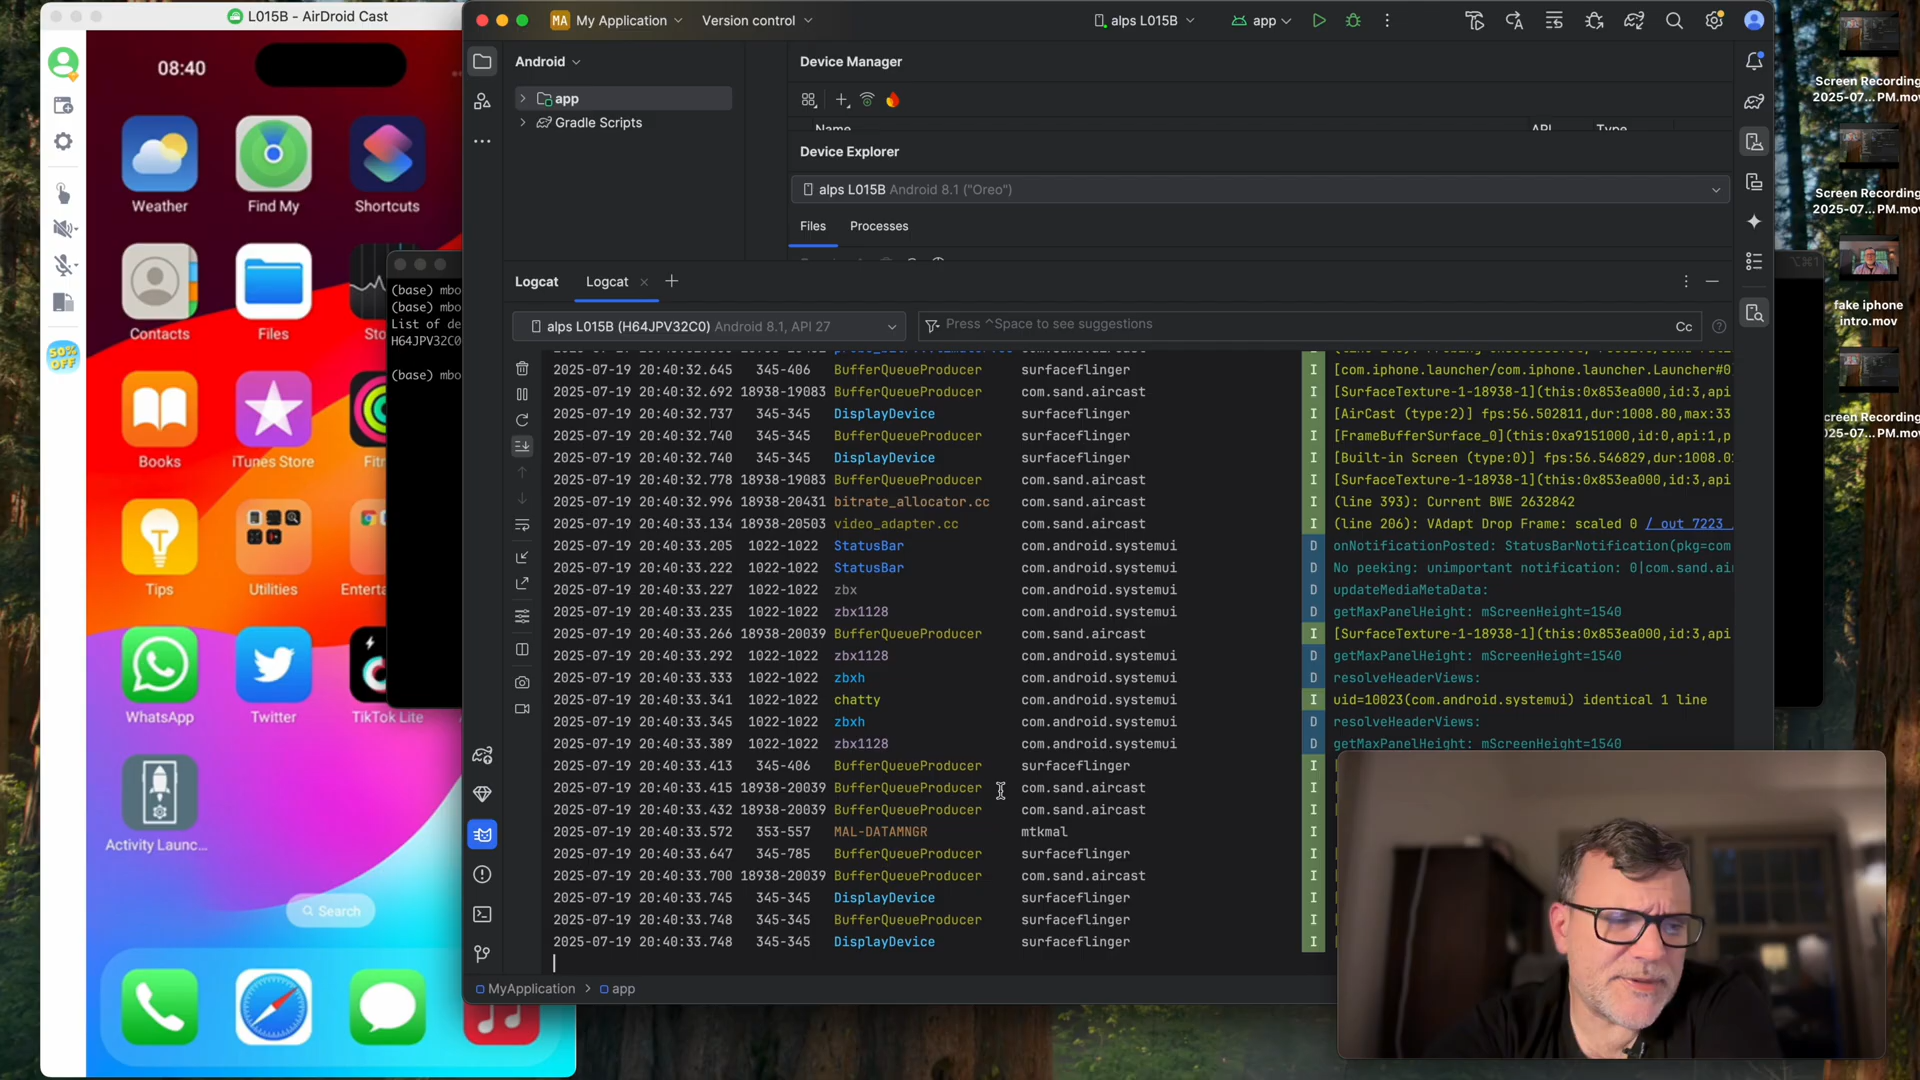 L015B - AirDroid Cast
08:40
Weather
Find My
Shortcuts
Contacts
Files
Sto
Books
iTunes Store
Fit
Tips
Utilities
Entert
WhatsApp
Twitter
TikTok Lite
Activity Launc...
Search
50%
OFF
(base) mbo
(base) mbo
List of de
H64JPV32C0
(base) mbo
MA My Application
Version control
alps L015B
app
Android
app
Gradle Scripts
Device Manager
Name API Type
Device Explorer
alps L015B Android 8.1 ("Oreo")
Files Processes
Logcat Logcat
alps L015B (H64JPV32C0) Android 8.1, API 27
Press ^Space to see suggestions
Cc
2025-07-19 20:40:32.645 345-406 BufferQueueProducer surfaceflinger I [com.iphone.launcher/com.iphone.launcher.Launcher#0
2025-07-19 20:40:32.692 18938-19083 BufferQueueProducer com.sand.aircast I [SurfaceTexture-1-18938-1](this:0x853ea000,id:3,api
2025-07-19 20:40:32.737 345-345 DisplayDevice surfaceflinger I [AirCast (type:2)] fps:56.502811,dur:1008.80,max:33
2025-07-19 20:40:32.740 345-345 BufferQueueProducer surfaceflinger I [FrameBufferSurface_0](this:0xa9151000,id:0,api:1,p
2025-07-19 20:40:32.740 345-345 DisplayDevice surfaceflinger I [Built-in Screen (type:0)] fps:56.546829,dur:1008.0
2025-07-19 20:40:32.778 18938-19083 BufferQueueProducer com.sand.aircast I [SurfaceTexture-1-18938-1](this:0x853ea000,id:3,api
2025-07-19 20:40:32.996 18938-20431 bitrate_allocator.cc com.sand.aircast I (line 393): Current BWE 2632842
2025-07-19 20:40:33.134 18938-20503 video_adapter.cc com.sand.aircast I (line 206): VAdapt Drop Frame: scaled 0 / out 7223
2025-07-19 20:40:33.205 1022-1022 StatusBar com.android.systemui D onNotificationPosted: StatusBarNotification(pkg=com
2025-07-19 20:40:33.222 1022-1022 StatusBar com.android.systemui D No peeking: unimportant notification: 0|com.sand.ai
2025-07-19 20:40:33.227 1022-1022 zbx com.android.systemui D updateMediaMetaData:
2025-07-19 20:40:33.235 1022-1022 zbx1128 com.android.systemui D getMaxPanelHeight: mScreenHeight=1540
2025-07-19 20:40:33.266 18938-20039 BufferQueueProducer com.sand.aircast I [SurfaceTexture-1-18938-1](this:0x853ea000,id:3,api
2025-07-19 20:40:33.292 1022-1022 zbx1128 com.android.systemui D getMaxPanelHeight: mScreenHeight=1540
2025-07-19 20:40:33.333 1022-1022 zbxh com.android.systemui D resolveHeaderViews:
2025-07-19 20:40:33.341 1022-1022 chatty com.android.systemui I uid=10023(com.android.systemui) identical 1 line
2025-07-19 20:40:33.345 1022-1022 zbxh com.android.systemui D resolveHeaderViews:
2025-07-19 20:40:33.389 1022-1022 zbx1128 com.android.systemui D getMaxPanelHeight: mScreenHeight=1540
2025-07-19 20:40:33.413 345-406 BufferQueueProducer surfaceflinger I
2025-07-19 20:40:33.415 18938-20039 BufferQueueProducer com.sand.aircast I
2025-07-19 20:40:33.432 18938-20039 BufferQueueProducer com.sand.aircast I
2025-07-19 20:40:33.572 353-557 MAL-DATAMNGR mtkmal I
2025-07-19 20:40:33.647 345-785 BufferQueueProducer surfaceflinger I
2025-07-19 20:40:33.700 18938-20039 BufferQueueProducer com.sand.aircast I
2025-07-19 20:40:33.745 345-345 DisplayDevice surfaceflinger I
2025-07-19 20:40:33.748 345-345 BufferQueueProducer surfaceflinger I
2025-07-19 20:40:33.748 345-345 DisplayDevice surfaceflinger I
MyApplication > app
Screen Recording
2025-07...PM.mov
Screen Recording
2025-07...PM.mov
fake iphone
intro.mov
creen Recording
025-07...PM.mov